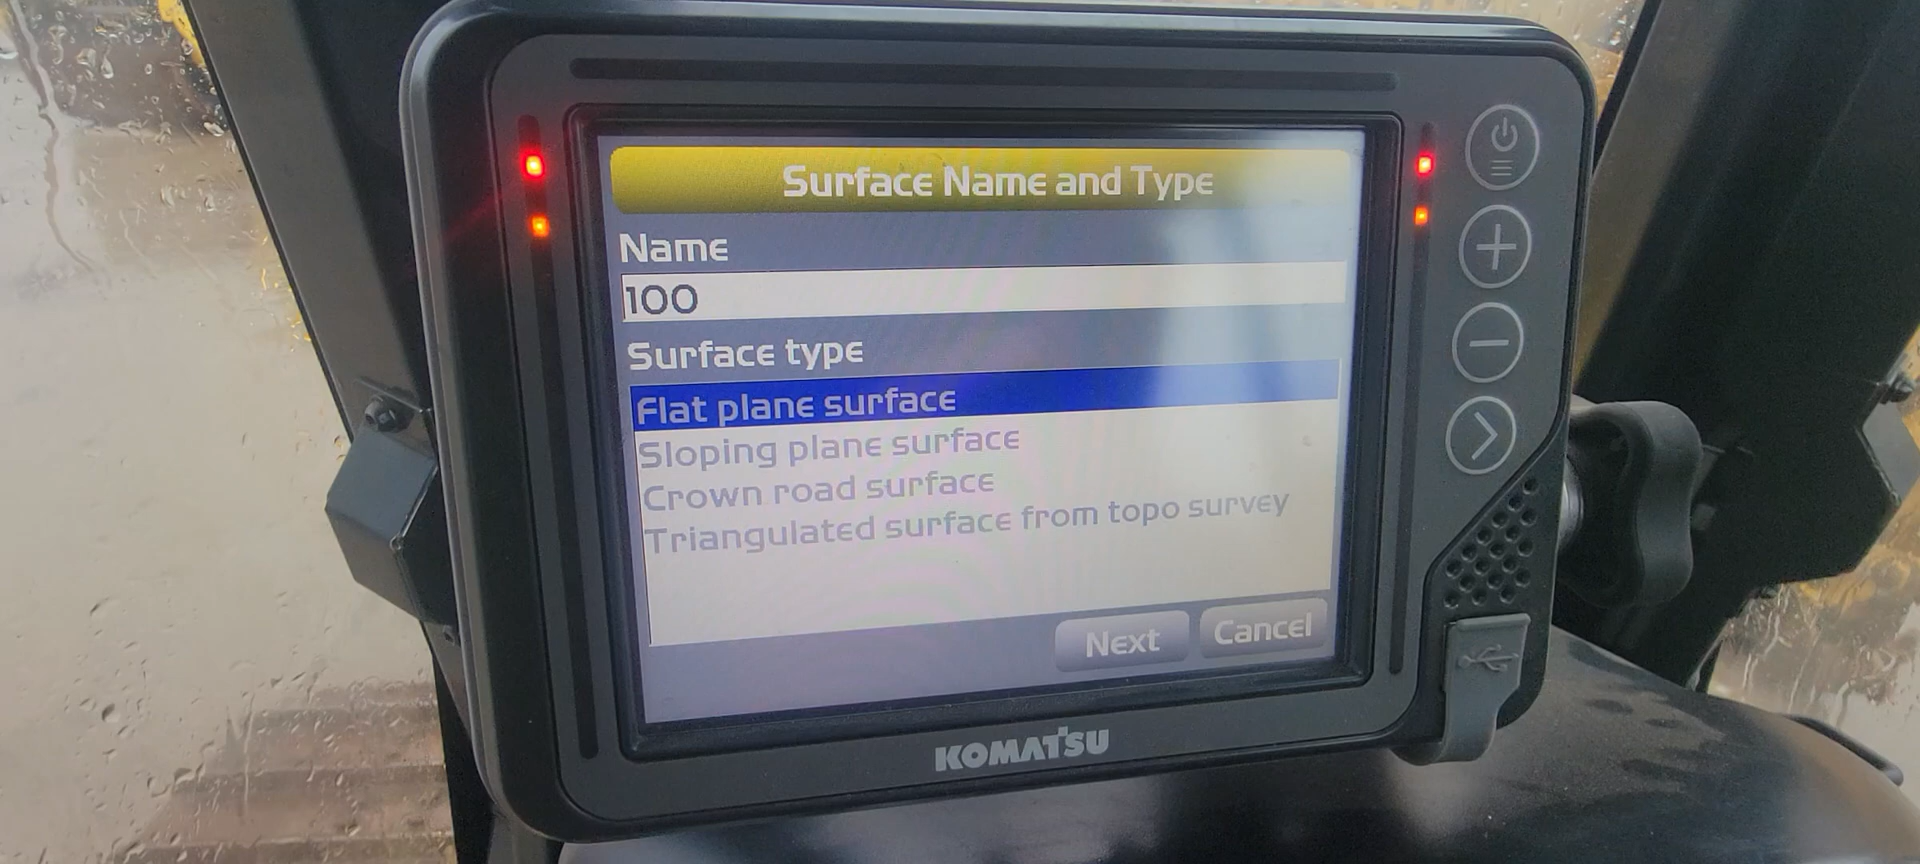 Surface Name and Type
Name
100
Surface type
Flat plane surface
Sloping plane surface
Crown road surface
Triangulated surface from topo survey
Next
Cancel
KOMATSU